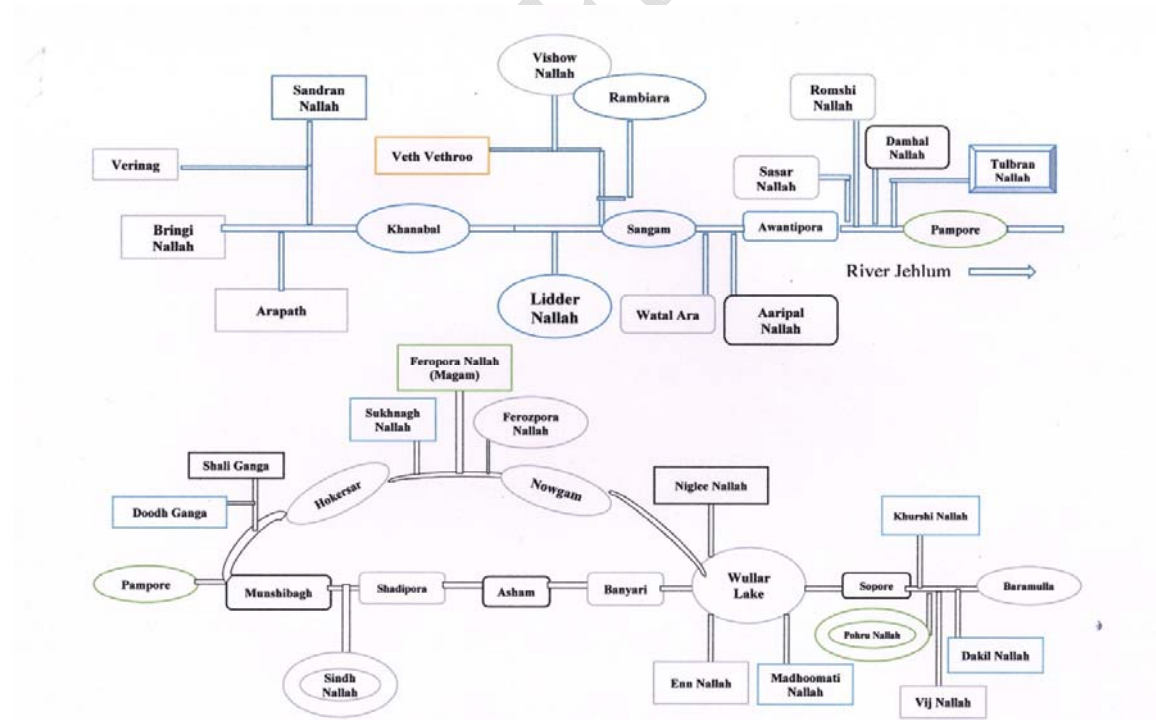 Vishow
Nallah
Sandran
Nallah
Rambiara
Romshi
Nallah
Damhal
Nallah
Verinag
Veth Vethroo
Sasar
Nallah
Tulbran
Nallah
Bringi
Nallah
Khanabal
Sangam
Awantipora
Pampore
River Jehlum
Arapath
Lidder
Nallah
Watal Ara
Aaripal
Nallah
Feropora Nallah
(Magam)
Sukhnagh
Nallah
Ferozpora
Nallah
Shali Ganga
Hokersar
Nowgam
Niglee Nallah
Doodh Ganga
Khurshi Nallah
Pampore
Munshibagh
Shadipora
Asham
Banyari
Wullar
Lake
Sopore
Baramulla
Pohru Nallah
Dakil Nallah
Sindh
Nallah
Enn Nallah
Madhoomati
Nallah
Vij Nallah